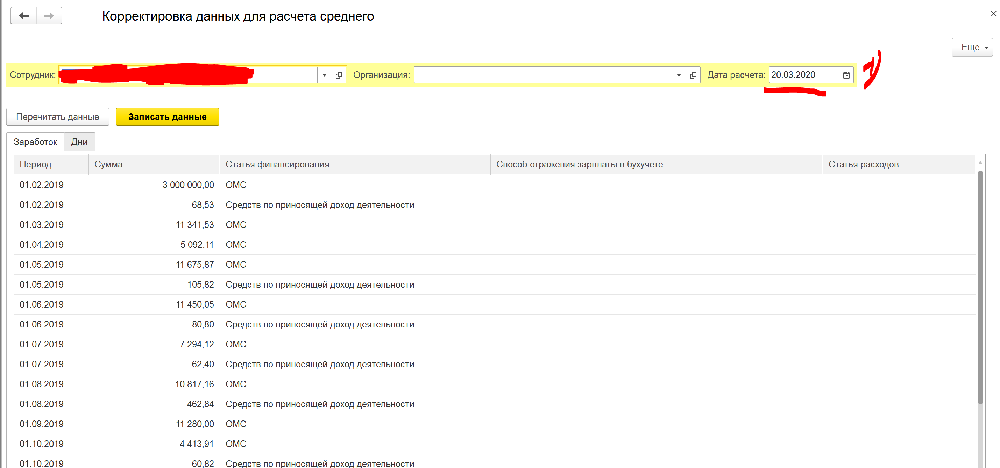 Корректировка данных для расчета среднего
Еще
Сотрудник: Организация: Дата расчета: 20.03.2020
Перечитать данные Записать данные
Заработок Дни
Период Сумма Статья финансирования Способ отражения зарплаты в бухучете Статья расходов
01.02.2019 3 000 000,00 ОМС
01.02.2019 68,53 Средств по приносящей доход деятельности
01.03.2019 11 341,53 ОМС
01.04.2019 5 092,11 ОМС
01.05.2019 11 675,87 ОМС
01.05.2019 105,82 Средств по приносящей доход деятельности
01.06.2019 11 450,05 ОМС
01.06.2019 80,80 Средств по приносящей доход деятельности
01.07.2019 7 294,12 ОМС
01.07.2019 62,40 Средств по приносящей доход деятельности
01.08.2019 10 817,16 ОМС
01.08.2019 462,84 Средств по приносящей доход деятельности
01.09.2019 11 280,00 ОМС
01.10.2019 4 413,91 ОМС
01.10.2019 60,82 Средств по приносящей доход деятельности